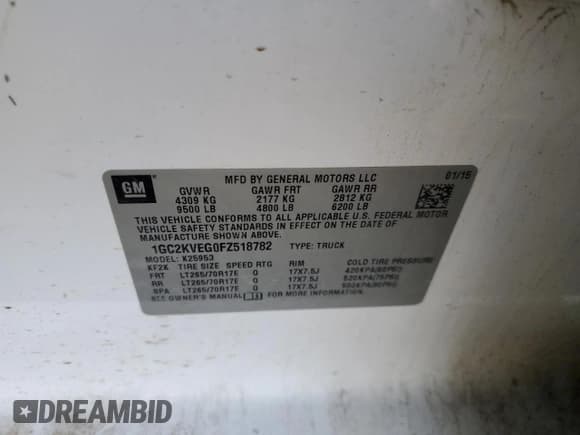 GM
MFD BY GENERAL MOTORS LLC 01/15
GVWR GAWR FRT GAWR RR
4309 KG 2177 KG 2812 KG
9500 LB 4800 LB 6200 LB
THIS VEHICLE CONFORMS TO ALL APPLICABLE U.S. FEDERAL MOTOR
VEHICLE SAFETY STANDARDS IN EFFECT ON THE DATE OF
MANUFACTURE SHOWN ABOVE.
1GC2KVEG0FZ518782 TYPE: TRUCK
MODEL: K25953
KF2K TIRE SIZE SPEED RTG RIM COLD TIRE PRESSURE
FRT LT265/70R17E Q 17X7.5J
RR LT265/70R17E Q 17X7.5J
SPA LT265/70R17E Q 17X7.5J
SEE OWNER'S MANUAL FOR MORE INFORMATION.
DREAMBID